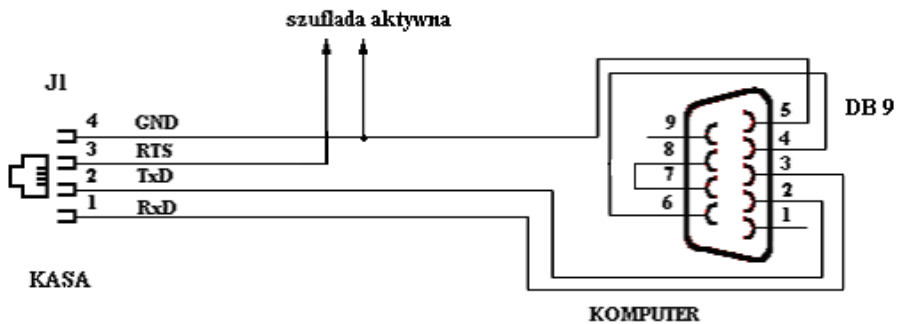 szuflada aktywna
J1
4 GND
3 RTS
2 TxD
1 RxD
KASA
DB 9
9
8
7
6
5
4
3
2
1
KOMPUTER